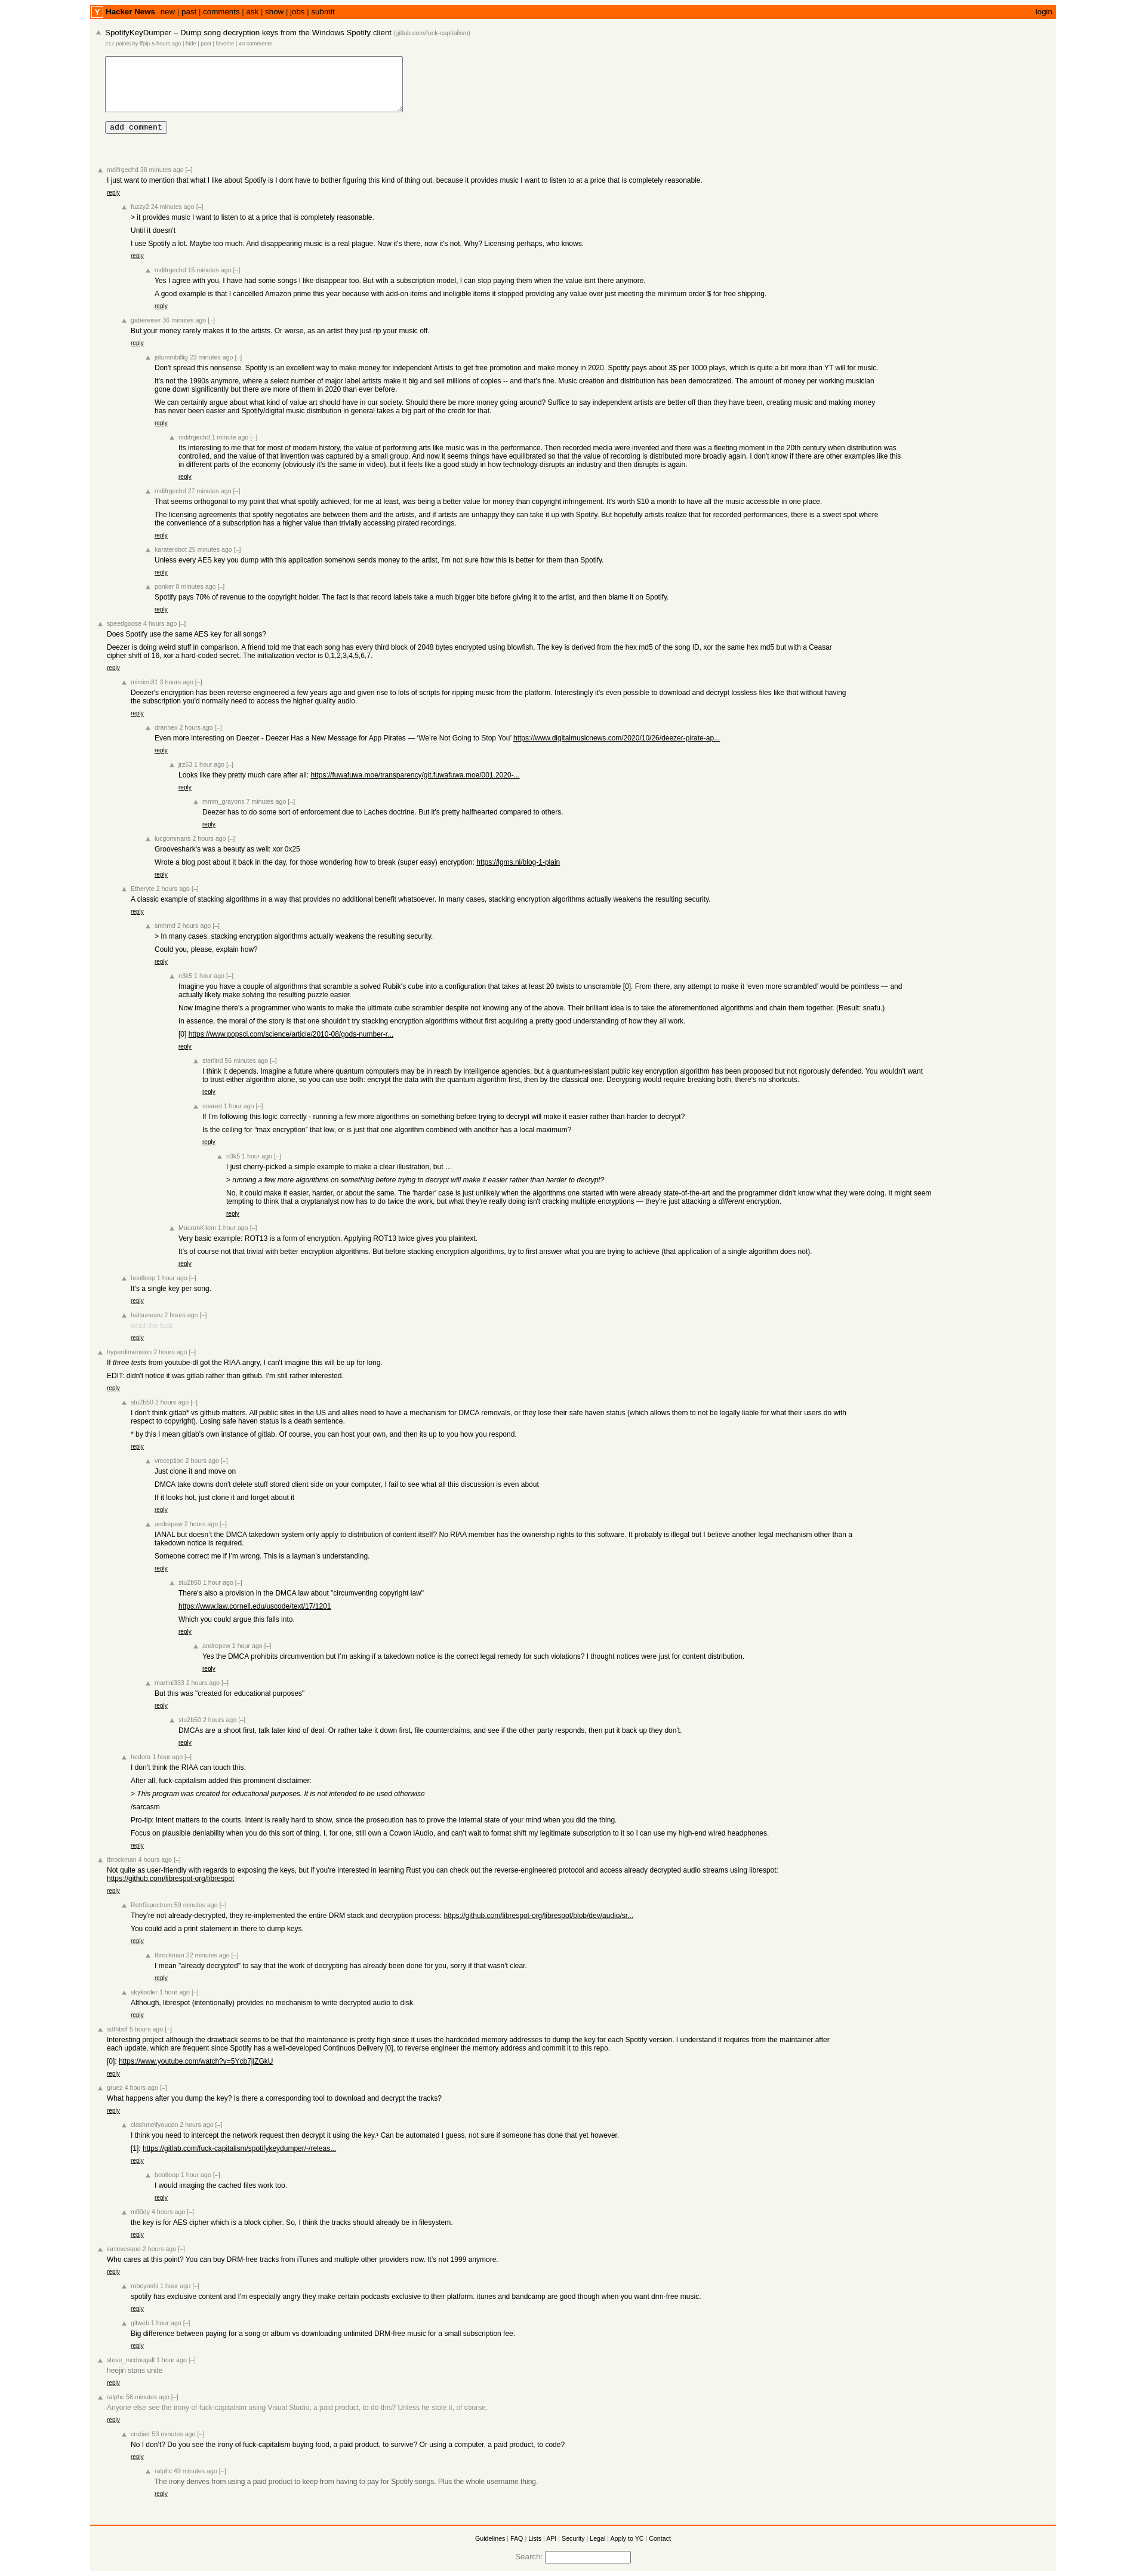 Y Hacker News new | past | comments | ask | show | jobs | submit login
SpotifyKeyDumper – Dump song decryption keys from the Windows Spotify client (gitlab.com/fuck-capitalism)
217 points by ffpip 5 hours ago | hide | past | favorite | 49 comments
add comment
mdifrgechd 38 minutes ago [–]
I just want to mention that what I like about Spotify is I dont have to bother figuring this kind of thing out, because it provides music I want to listen to at a price that is completely reasonable.
reply
fuzzy2 24 minutes ago [–]
> it provides music I want to listen to at a price that is completely reasonable.
Until it doesn't
I use Spotify a lot. Maybe too much. And disappearing music is a real plague. Now it's there, now it's not. Why? Licensing perhaps, who knows.
reply
mdifrgechd 15 minutes ago [–]
Yes I agree with you, I have had some songs I like disappear too. But with a subscription model, I can stop paying them when the value isnt there anymore.
A good example is that I cancelled Amazon prime this year because with add-on items and ineligible items it stopped providing any value over just meeting the minimum order $ for free shipping.
reply
gabereiser 36 minutes ago [–]
But your money rarely makes it to the artists. Or worse, as an artist they just rip your music off.
reply
jstummbillig 23 minutes ago [–]
Don't spread this nonsense. Spotify is an excellent way to make money for independent Artists to get free promotion and make money in 2020. Spotify pays about 3$ per 1000 plays, which is quite a bit more than YT will for music.
It's not the 1990s anymore, where a select number of major label artists make it big and sell millions of copies -- and that's fine. Music creation and distribution has been democratized. The amount of money per working musician
gone down significantly but there are more of them in 2020 than ever before.
We can certainly argue about what kind of value art should have in our society. Should there be more money going around? Suffice to say independent artists are better off than they have been, creating music and making money
has never been easier and Spotify/digital music distribution in general takes a big part of the credit for that.
reply
mdifrgechd 1 minute ago [–]
Its interesting to me that for most of modern history, the value of performing arts like music was in the performance. Then recorded media were invented and there was a fleeting moment in the 20th century when distribution was
controlled, and the value of that invention was captured by a small group. And now it seems things have equilibrated so that the value of recording is distributed more broadly again. I don't know if there are other examples like this
in different parts of the economy (obviously it's the same in video), but it feels like a good study in how technology disrupts an industry and then disrupts is again.
reply
mdifrgechd 27 minutes ago [–]
That seems orthogonal to my point that what spotify achieved, for me at least, was being a better value for money than copyright infringement. It's worth $10 a month to have all the music accessible in one place.
The licensing agreements that spotify negotiates are between them and the artists, and if artists are unhappy they can take it up with Spotify. But hopefully artists realize that for recorded performances, there is a sweet spot where
the convenience of a subscription has a higher value than trivially accessing pirated recordings.
reply
karaterobot 25 minutes ago [–]
Unless every AES key you dump with this application somehow sends money to the artist, I'm not sure how this is better for them than Spotify.
reply
ponker 8 minutes ago [–]
Spotify pays 70% of revenue to the copyright holder. The fact is that record labels take a much bigger bite before giving it to the artist, and then blame it on Spotify.
reply
speedgoose 4 hours ago [–]
Does Spotify use the same AES key for all songs?
Deezer is doing weird stuff in comparison. A friend told me that each song has every third block of 2048 bytes encrypted using blowfish. The key is derived from the hex md5 of the song ID, xor the same hex md5 but with a Ceasar
cipher shift of 16, xor a hard-coded secret. The initialization vector is 0,1,2,3,4,5,6,7.
reply
mimimi31 3 hours ago [–]
Deezer's encryption has been reverse engineered a few years ago and given rise to lots of scripts for ripping music from the platform. Interestingly it's even possible to download and decrypt lossless files like that without having
the subscription you'd normally need to access the higher quality audio.
reply
drannex 2 hours ago [–]
Even more interesting on Deezer - Deezer Has a New Message for App Pirates — ‘We’re Not Going to Stop You’ https://www.digitalmusicnews.com/2020/10/26/deezer-pirate-ap...
reply
jrz53 1 hour ago [–]
Looks like they pretty much care after all: https://fuwafuwa.moe/transparency/git.fuwafuwa.moe/001.2020-...
reply
mmm_grayons 7 minutes ago [–]
Deezer has to do some sort of enforcement due to Laches doctrine. But it's pretty halfhearted compared to others.
reply
lucgommans 2 hours ago [–]
Grooveshark's was a beauty as well: xor 0x25
Wrote a blog post about it back in the day, for those wondering how to break (super easy) encryption: https://lgms.nl/blog-1-plain
reply
Etheryte 2 hours ago [–]
A classic example of stacking algorithms in a way that provides no additional benefit whatsoever. In many cases, stacking encryption algorithms actually weakens the resulting security.
reply
smhmd 2 hours ago [–]
> In many cases, stacking encryption algorithms actually weakens the resulting security.
Could you, please, explain how?
reply
n3k5 1 hour ago [–]
Imagine you have a couple of algorithms that scramble a solved Rubik's cube into a configuration that takes at least 20 twists to unscramble [0]. From there, any attempt to make it ‘even more scrambled’ would be pointless — and
actually likely make solving the resulting puzzle easier.
Now imagine there's a programmer who wants to make the ultimate cube scrambler despite not knowing any of the above. Their brilliant idea is to take the aforementioned algorithms and chain them together. (Result: snafu.)
In essence, the moral of the story is that one shouldn't try stacking encryption algorithms without first acquiring a pretty good understanding of how they all work.
[0] https://www.popsci.com/science/article/2010-08/gods-number-r...
reply
sterlind 56 minutes ago [–]
I think it depends. Imagine a future where quantum computers may be in reach by intelligence agencies, but a quantum-resistant public key encryption algorithm has been proposed but not rigorously defended. You wouldn't want
to trust either algorithm alone, so you can use both: encrypt the data with the quantum algorithm first, then by the classical one. Decrypting would require breaking both, there's no shortcuts.
reply
soared 1 hour ago [–]
If I'm following this logic correctly - running a few more algorithms on something before trying to decrypt will make it easier rather than harder to decrypt?
Is the ceiling for “max encryption” that low, or is just that one algorithm combined with another has a local maximum?
reply
n3k5 1 hour ago [–]
I just cherry-picked a simple example to make a clear illustration, but …
> running a few more algorithms on something before trying to decrypt will make it easier rather than harder to decrypt?
No, it could make it easier, harder, or about the same. The ‘harder’ case is just unlikely when the algorithms one started with were already state-of-the-art and the programmer didn't know what they were doing. It might seem
tempting to think that a cryptanalyst now has to do twice the work, but what they're really doing isn't cracking multiple encryptions — they're just attacking a different encryption.
reply
MauranKilom 1 hour ago [–]
Very basic example: ROT13 is a form of encryption. Applying ROT13 twice gives you plaintext.
It's of course not that trivial with better encryption algorithms. But before stacking encryption algorithms, try to first answer what you are trying to achieve (that application of a single algorithm does not).
reply
bootloop 1 hour ago [–]
It's a single key per song.
reply
hatsunearu 2 hours ago [–]
what the fuck
reply
hyperdimension 2 hours ago [–]
If three tests from youtube-dl got the RIAA angry, I can't imagine this will be up for long.
EDIT: didn't notice it was gitlab rather than github. I'm still rather interested.
reply
stu2b50 2 hours ago [–]
I don't think gitlab* vs github matters. All public sites in the US and allies need to have a mechanism for DMCA removals, or they lose their safe haven status (which allows them to not be legally liable for what their users do with
respect to copyright). Losing safe haven status is a death sentence.
* by this I mean gitlab's own instance of gitlab. Of course, you can host your own, and then its up to you how you respond.
reply
vmception 2 hours ago [–]
Just clone it and move on
DMCA take downs don't delete stuff stored client side on your computer, I fail to see what all this discussion is even about
If it looks hot, just clone it and forget about it
reply
andrepew 2 hours ago [–]
IANAL but doesn’t the DMCA takedown system only apply to distribution of content itself? No RIAA member has the ownership rights to this software. It probably is illegal but I believe another legal mechanism other than a
takedown notice is required.
Someone correct me if I’m wrong. This is a layman’s understanding.
reply
stu2b50 1 hour ago [–]
There's also a provision in the DMCA law about "circumventing copyright law"
https://www.law.cornell.edu/uscode/text/17/1201
Which you could argue this falls into.
reply
andrepew 1 hour ago [–]
Yes the DMCA prohibits circumvention but I’m asking if a takedown notice is the correct legal remedy for such violations? I thought notices were just for content distribution.
reply
martini333 2 hours ago [–]
But this was "created for educational purposes"
reply
stu2b50 2 hours ago [–]
DMCAs are a shoot first, talk later kind of deal. Or rather take it down first, file counterclaims, and see if the other party responds, then put it back up they don't.
reply
hedora 1 hour ago [–]
I don’t think the RIAA can touch this.
After all, fuck-capitalism added this prominent disclaimer:
> This program was created for educational purposes. It is not intended to be used otherwise
/sarcasm
Pro-tip: Intent matters to the courts. Intent is really hard to show, since the prosecution has to prove the internal state of your mind when you did the thing.
Focus on plausible deniability when you do this sort of thing. I, for one, still own a Cowon iAudio, and can’t wait to format shift my legitimate subscription to it so I can use my high-end wired headphones.
reply
tbrockman 4 hours ago [–]
Not quite as user-friendly with regards to exposing the keys, but if you're interested in learning Rust you can check out the reverse-engineered protocol and access already decrypted audio streams using librespot:
https://github.com/librespot-org/librespot
reply
Retr0spectrum 59 minutes ago [–]
They're not already-decrypted, they re-implemented the entire DRM stack and decryption process: https://github.com/librespot-org/librespot/blob/dev/audio/sr...
You could add a print statement in there to dump keys.
reply
tbrockman 22 minutes ago [–]
I mean "already decrypted" to say that the work of decrypting has already been done for you, sorry if that wasn't clear.
reply
skykooler 1 hour ago [–]
Although, librespot (intentionally) provides no mechanism to write decrypted audio to disk.
reply
sdfhbdf 5 hours ago [–]
Interesting project although the drawback seems to be that the maintenance is pretty high since it uses the hardcoded memory addresses to dump the key for each Spotify version. I understand it requires from the maintainer after
each update, which are frequent since Spotify has a well-developed Continuos Delivery [0], to reverse engineer the memory address and commit it to this repo.
[0]: https://www.youtube.com/watch?v=5Ycb7jIZGkU
reply
gruez 4 hours ago [–]
What happens after you dump the key? Is there a corresponding tool to download and decrypt the tracks?
reply
clashmeifyoucan 2 hours ago [–]
I think you need to intercept the network request then decrypt it using the key.¹ Can be automated I guess, not sure if someone has done that yet however.
[1]: https://gitlab.com/fuck-capitalism/spotifykeydumper/-/releas...
reply
bootloop 1 hour ago [–]
I would imaging the cached files work too.
reply
m00dy 4 hours ago [–]
the key is for AES cipher which is a block cipher. So, I think the tracks should already be in filesystem.
reply
ianlevesque 2 hours ago [–]
Who cares at this point? You can buy DRM-free tracks from iTunes and multiple other providers now. It’s not 1999 anymore.
reply
roboyoshi 1 hour ago [–]
spotify has exclusive content and I'm especially angry they make certain podcasts exclusive to their platform. itunes and bandcamp are good though when you want drm-free music.
reply
gitweb 1 hour ago [–]
Big difference between paying for a song or album vs downloading unlimited DRM-free music for a small subscription fee.
reply
steve_mcdougall 1 hour ago [–]
heejin stans unite
reply
ralphc 56 minutes ago [–]
Anyone else see the irony of fuck-capitalism using Visual Studio, a paid product, to do this? Unless he stole it, of course.
reply
crubier 53 minutes ago [–]
No I don’t? Do you see the irony of fuck-capitalism buying food, a paid product, to survive? Or using a computer, a paid product, to code?
reply
ralphc 49 minutes ago [–]
The irony derives from using a paid product to keep from having to pay for Spotify songs. Plus the whole username thing.
reply
Guidelines | FAQ | Lists | API | Security | Legal | Apply to YC | Contact
Search: